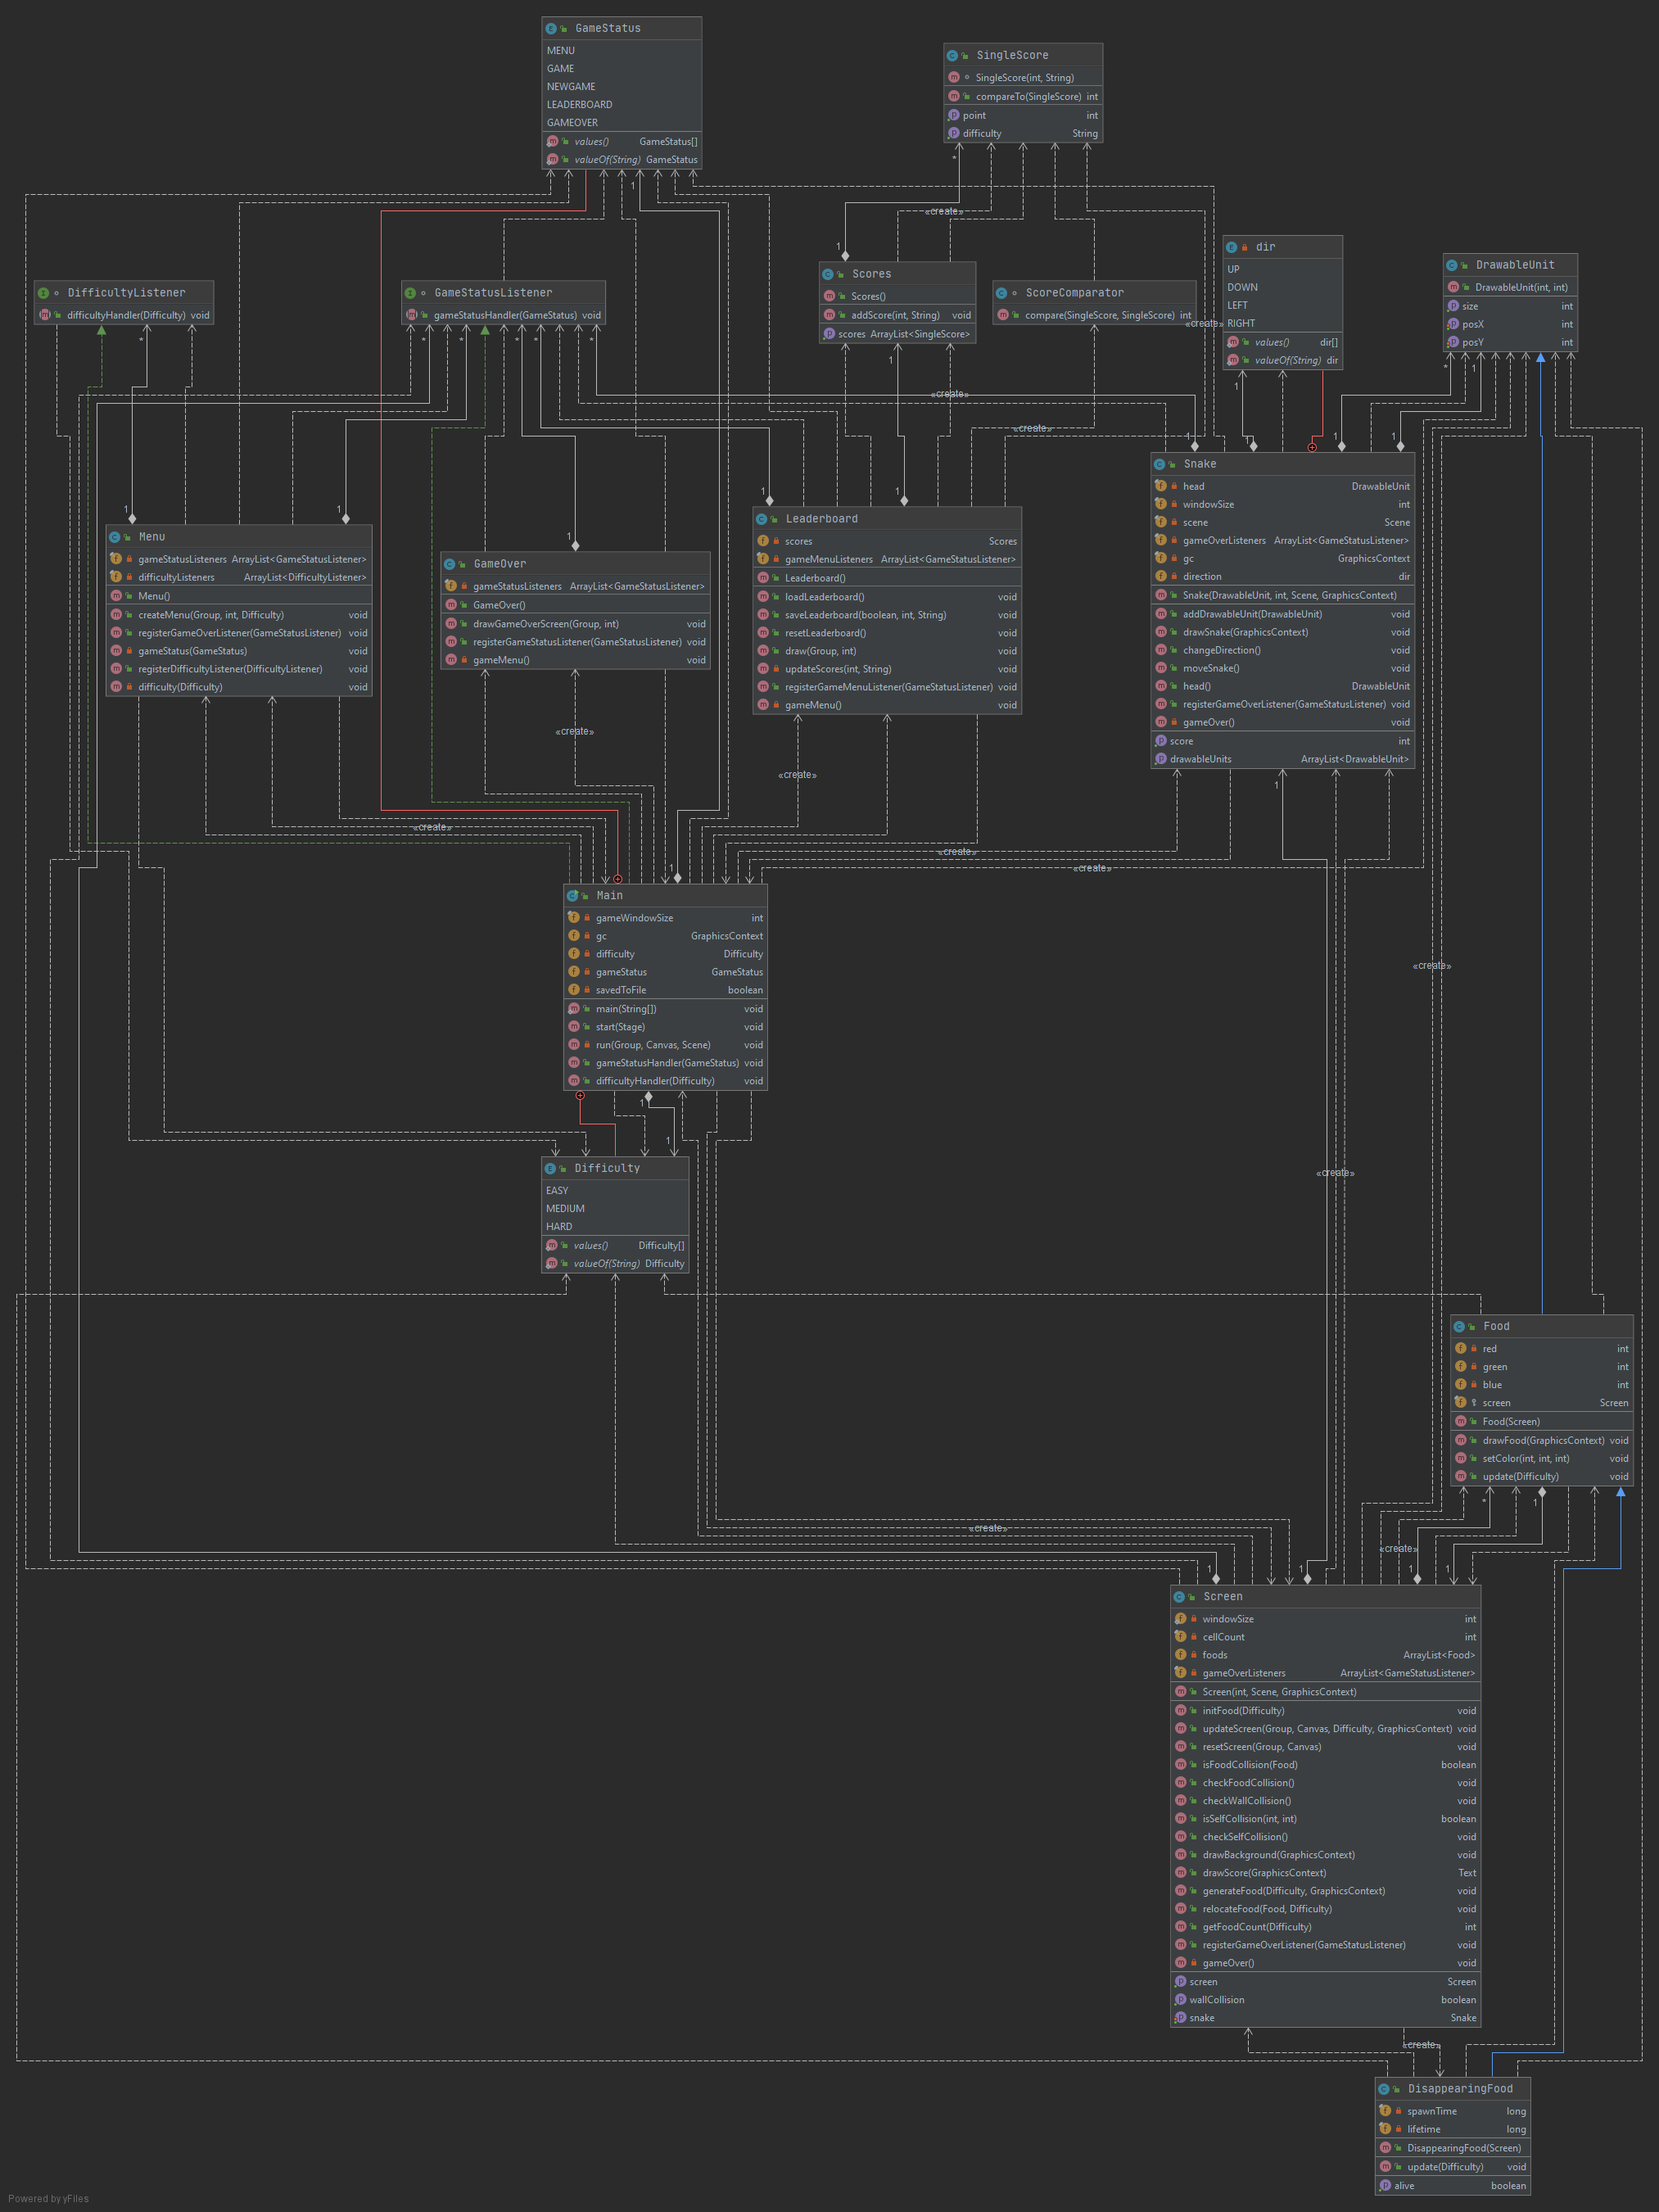 GameStatus
MENU
GAME
NEWGAME
LEADERBOARD
GAMEOVER
values() GameStatus[]
valueOf(String) GameStatus
SingleScore
SingleScore(int, String)
compareTo(SingleScore) int
point int
difficulty String
DifficultyListener
difficultyHandler(Difficulty) void
GameStatusListener
gameStatusHandler(GameStatus) void
Scores
Scores()
addScore(int, String) void
scores ArrayList<SingleScore>
ScoreComparator
compare(SingleScore, SingleScore) int
dir
UP
DOWN
LEFT
RIGHT
values() dir[]
valueOf(String) dir
DrawableUnit
DrawableUnit(int, int)
size int
posX int
posY int
Menu
gameStatusListeners ArrayList<GameStatusListener>
difficultyListeners ArrayList<DifficultyListener>
Menu()
createMenu(Group, int, Difficulty) void
registerGameOverListener(GameStatusListener) void
gameStatus(GameStatus) void
registerDifficultyListener(DifficultyListener) void
difficulty(Difficulty) void
GameOver
gameStatusListeners ArrayList<GameStatusListener>
GameOver()
drawGameOverScreen(Group, int) void
registerGameStatusListener(GameStatusListener) void
gameMenu() void
Leaderboard
scores Scores
gameMenuListeners ArrayList<GameStatusListener>
Leaderboard()
loadLeaderboard() void
saveLeaderboard(boolean, int, String) void
resetLeaderboard() void
draw(Group, int) void
updateScores(int, String) void
registerGameMenuListener(GameStatusListener) void
gameMenu() void
Snake
head DrawableUnit
windowSize int
scene Scene
gameOverListeners ArrayList<GameStatusListener>
gc GraphicsContext
direction dir
Snake(DrawableUnit, int, Scene, GraphicsContext)
addDrawableUnit(DrawableUnit) void
drawSnake(GraphicsContext) void
changeDirection() void
moveSnake() void
head() DrawableUnit
registerGameOverListener(GameStatusListener) void
gameOver() void
score int
drawableUnits ArrayList<DrawableUnit>
Main
gameWindowSize int
gc GraphicsContext
difficulty Difficulty
gameStatus GameStatus
savedToFile boolean
main(String[]) void
start(Stage) void
run(Group, Canvas, Scene) void
gameStatusHandler(GameStatus) void
difficultyHandler(Difficulty) void
Difficulty
EASY
MEDIUM
HARD
values() Difficulty[]
valueOf(String) Difficulty
Food
red int
green int
blue int
screen Screen
Food(Screen)
drawFood(GraphicsContext) void
setColor(int, int, int) void
update(Difficulty) void
Screen
windowSize int
cellCount int
foods ArrayList<Food>
gameOverListeners ArrayList<GameStatusListener>
Screen(int, Scene, GraphicsContext)
initFood(Difficulty) void
updateScreen(Group, Canvas, Difficulty, GraphicsContext) void
resetScreen(Group, Canvas) void
isFoodCollision(Food) boolean
checkFoodCollision() void
checkWallCollision() void
isSelfCollision(int, int) boolean
checkSelfCollision() void
drawBackground(GraphicsContext) void
drawScore(GraphicsContext) Text
generateFood(Difficulty, GraphicsContext) void
relocateFood(Food, Difficulty) void
getFoodCount(Difficulty) int
registerGameOverListener(GameStatusListener) void
gameOver() void
screen Screen
wallCollision boolean
snake Snake
DisappearingFood
spawnTime long
lifetime long
DisappearingFood(Screen)
update(Difficulty) void
alive boolean
«create»
«create»
«create»
«create»
«create»
«create»
«create»
«create»
«create»
«create»
«create»
«create»
«create»
«create»
Powered by yFiles